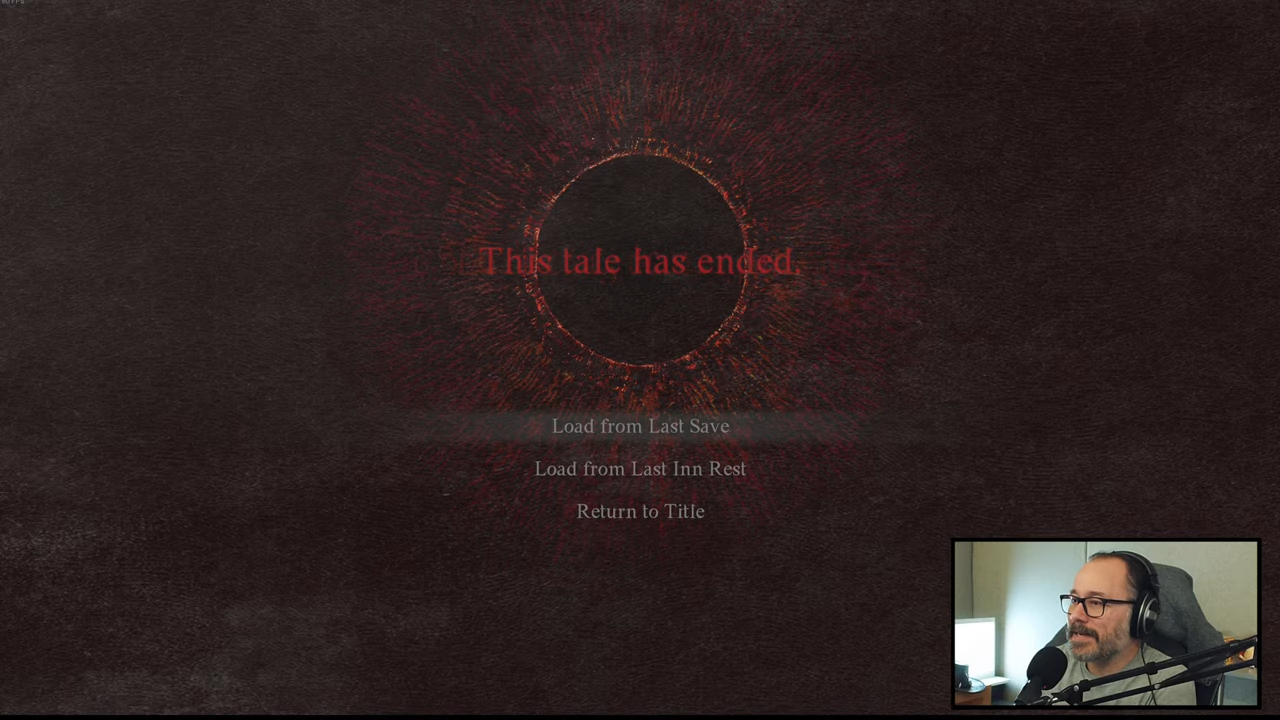 This tale has ended.
Load from Last Save
Load from Last Inn Rest
Return to Title